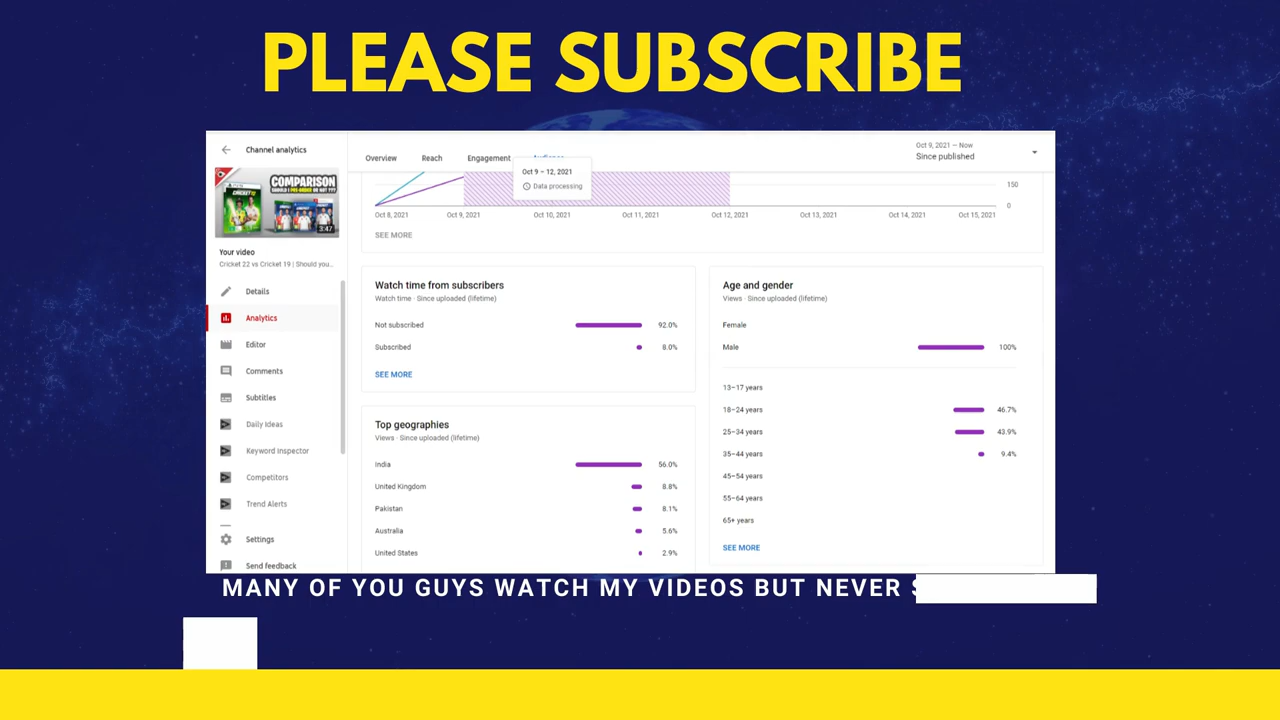 PLEASE SUBSCRIBE
Channel analytics
COMPARISON
SHOULD I PRE-ORDER OR NOT ???
3:47
Your video
Cricket 22 vs Cricket 19 | Should you...
Details
Analytics
Editor
Comments
Subtitles
Daily Ideas
Keyword Inspector
Competitors
Trend Alerts
Settings
Send feedback
Overview Reach Engagement
Oct 9, 2021 – Now
Since published
Oct 9 – 12, 2021
Data processing
150
0
Oct 8, 2021 Oct 9, 2021 Oct 10, 2021 Oct 11, 2021 Oct 12, 2021 Oct 13, 2021 Oct 14, 2021 Oct 15, 2021
SEE MORE
Watch time from subscribers
Watch time · Since uploaded (lifetime)
Not subscribed 92.0%
Subscribed 8.0%
SEE MORE
Top geographies
Views · Since uploaded (lifetime)
India 56.0%
United Kingdom 8.8%
Pakistan 8.1%
Australia 5.6%
United States 2.9%
Age and gender
Views · Since uploaded (lifetime)
Female
Male 100%
13–17 years
18–24 years 46.7%
25–34 years 43.9%
35–44 years 9.4%
45–54 years
55–64 years
65+ years
SEE MORE
MANY OF YOU GUYS WATCH MY VIDEOS BUT NEVER